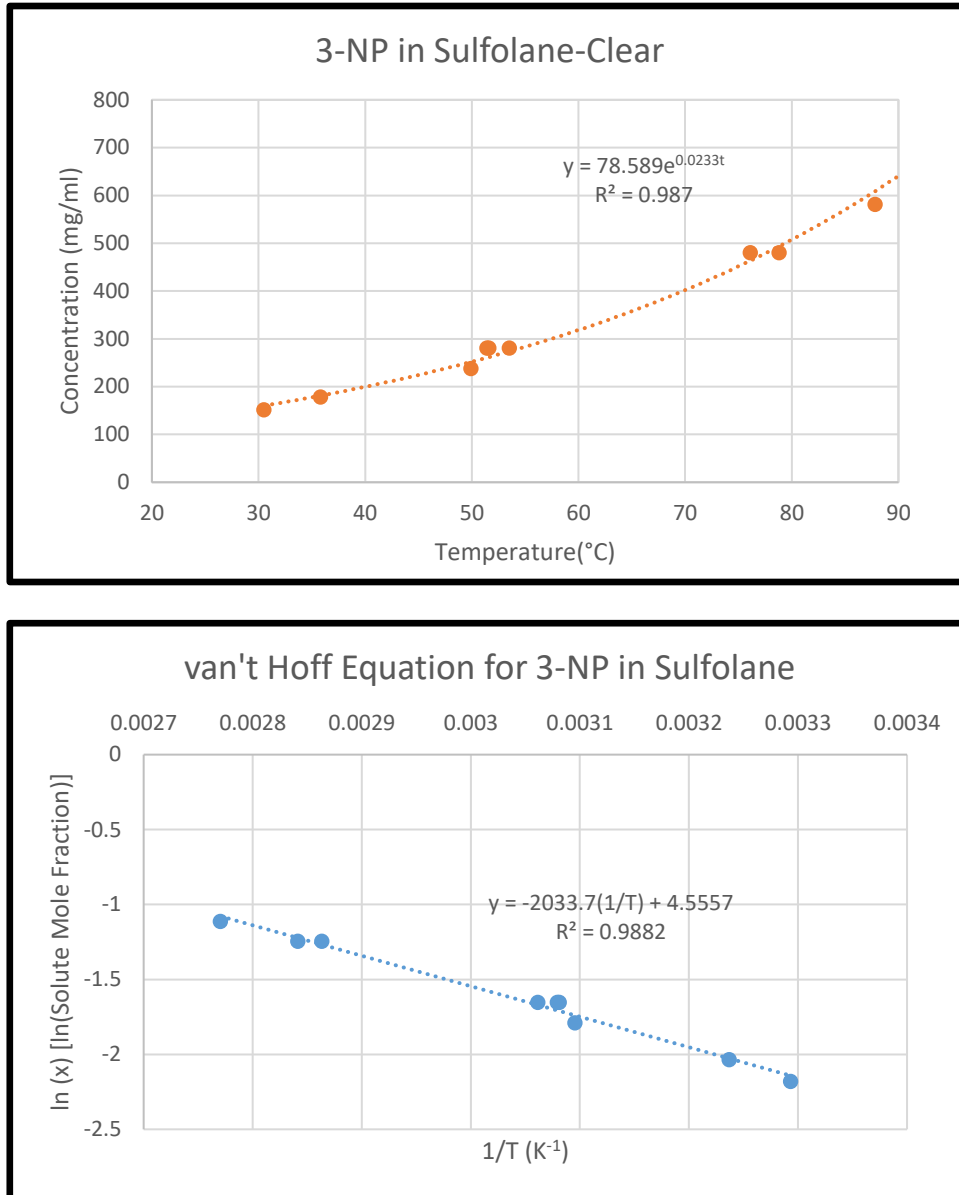 3-NP in Sulfolane-Clear
800
700
600
500
400
300
200
100
0
y = 78.589e^0.0233t
R² = 0.987
20 30 40 50 60 70 80 90
Temperature(°C)
Concentration (mg/ml)
van't Hoff Equation for 3-NP in Sulfolane
0.0027 0.0028 0.0029 0.003 0.0031 0.0032 0.0033 0.0034
0
-0.5
-1
-1.5
-2
-2.5
y = -2033.7(1/T) + 4.5557
R² = 0.9882
1/T (K⁻¹)
ln (x) [ln(Solute Mole Fraction)]